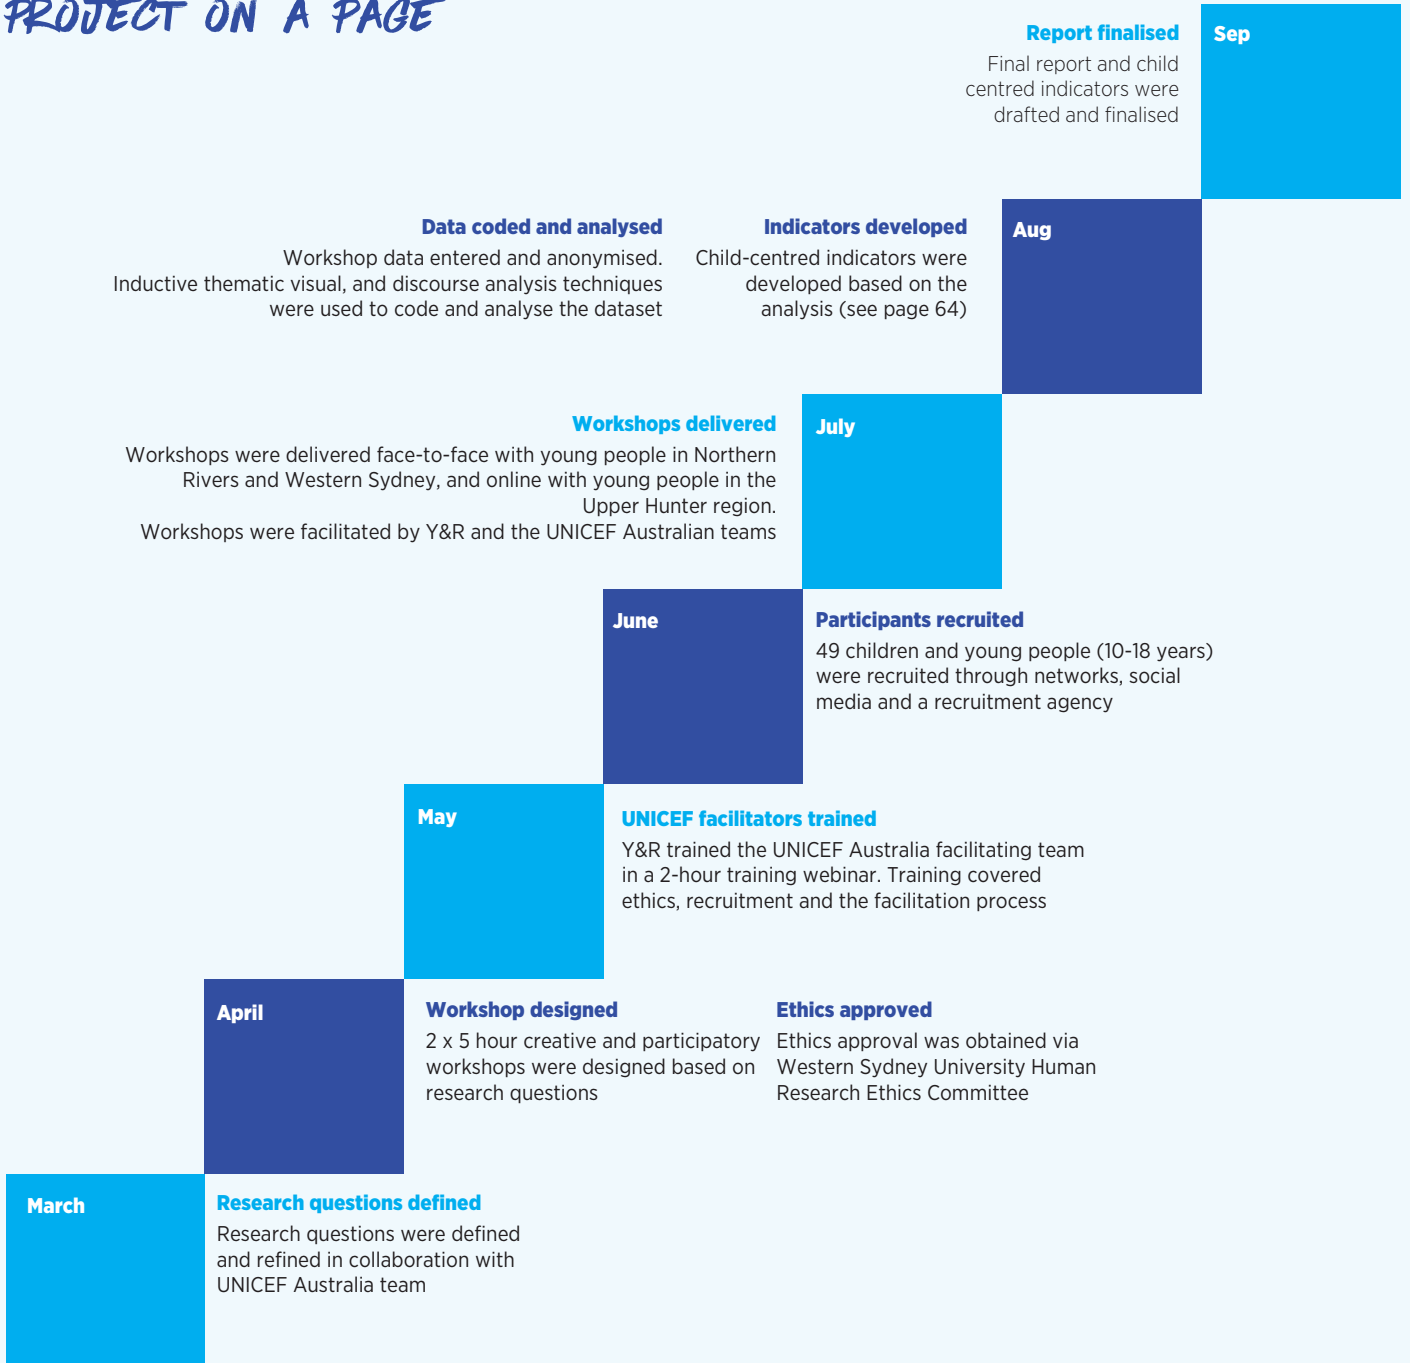 PROJECT ON A PAGE
Report finalised
Final report and child
centred indicators were
drafted and finalised
Sep
Data coded and analysed
Workshop data entered and anonymised.
Inductive thematic visual, and discourse analysis techniques
were used to code and analyse the dataset
Indicators developed
Child-centred indicators were
developed based on the
analysis (see page 64)
Aug
Workshops delivered
Workshops were delivered face-to-face with young people in Northern
Rivers and Western Sydney, and online with young people in the
Upper Hunter region.
Workshops were facilitated by Y&R and the UNICEF Australian teams
July
June
Participants recruited
49 children and young people (10-18 years)
were recruited through networks, social
media and a recruitment agency
May
UNICEF facilitators trained
Y&R trained the UNICEF Australia facilitating team
in a 2-hour training webinar. Training covered
ethics, recruitment and the facilitation process
April
Workshop designed
2 x 5 hour creative and participatory
workshops were designed based on
research questions
Ethics approved
Ethics approval was obtained via
Western Sydney University Human
Research Ethics Committee
March
Research questions defined
Research questions were defined
and refined in collaboration with
UNICEF Australia team